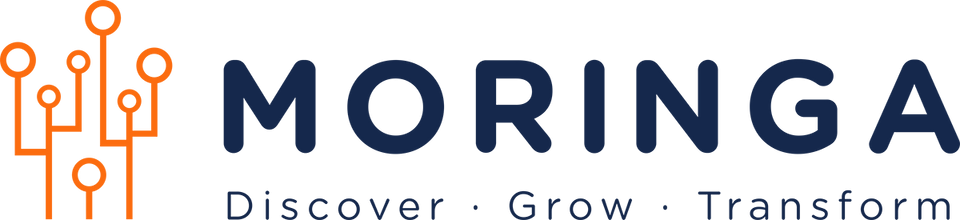 MORINGA
Discover · Grow · Transform